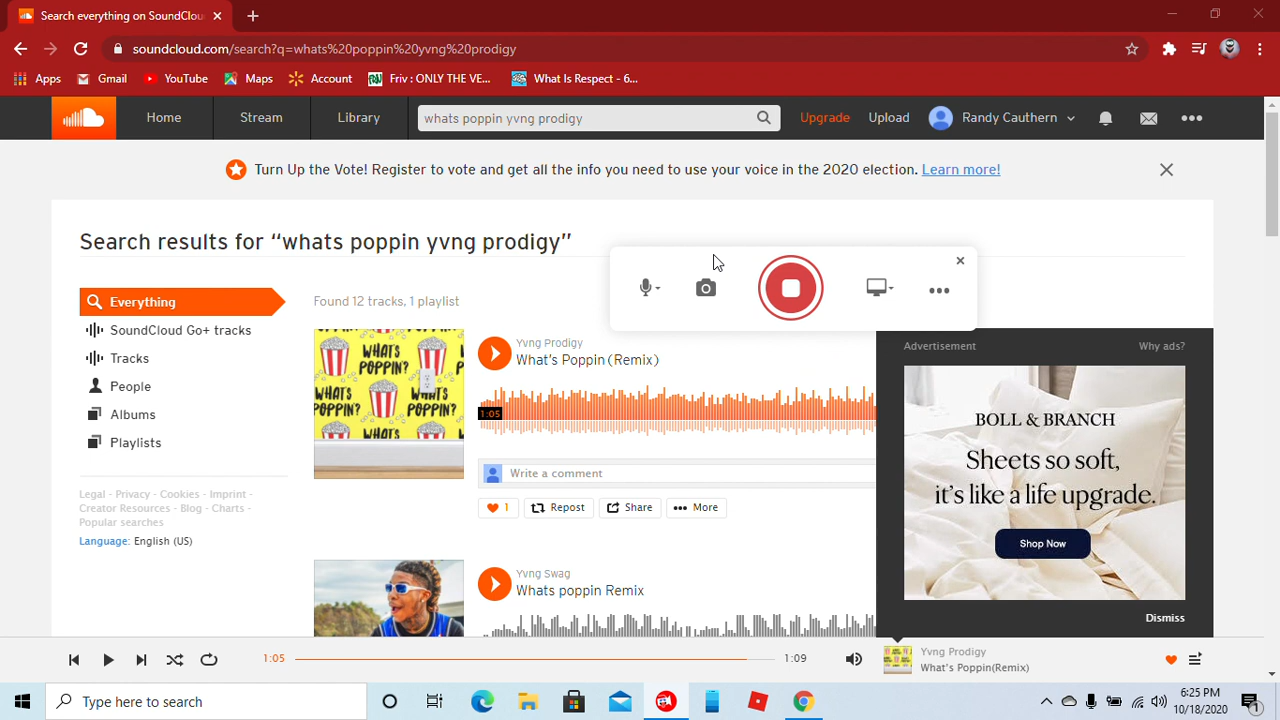 Search everything on SoundClou
soundcloud.com/search?q=whats%20poppin%20yvng%20prodigy
Apps Gmail YouTube Maps Account Friv : ONLY THE VE... What Is Respect - 6...
Home Stream Library whats poppin yvng prodigy Upgrade Upload Randy Cauthern
Turn Up the Vote! Register to vote and get all the info you need to use your voice in the 2020 election. Learn more!
Search results for “whats poppin yvng prodigy”
Everything
SoundCloud Go+ tracks
Tracks
People
Albums
Playlists
Legal - Privacy - Cookies - Imprint -
Creator Resources - Blog - Charts -
Popular searches
Language: English (US)
Found 12 tracks, 1 playlist
WHAT'S POPPIN?
Yvng Prodigy
What's Poppin(Remix)
1:05
Write a comment
1 Repost Share More
Yvng Swag
Whats poppin Remix
Advertisement Why ads?
BOLL & BRANCH
Sheets so soft,
it's like a life upgrade.
Shop Now
Dismiss
1:05 1:09
Yvng Prodigy
What's Poppin(Remix)
Type here to search
6:25 PM
10/18/2020
1